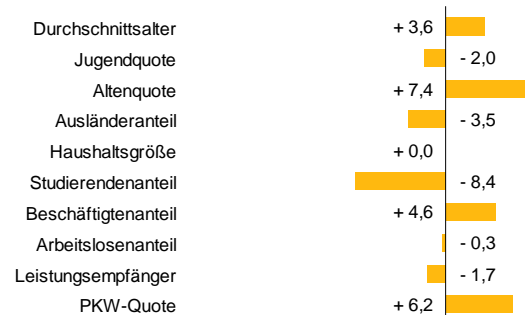 Durchschnittsalter + 3,6
Jugendquote - 2,0
Altenquote + 7,4
Ausländeranteil - 3,5
Haushaltsgröße + 0,0
Studierendenanteil - 8,4
Beschäftigtenanteil + 4,6
Arbeitslosenanteil - 0,3
Leistungsempfänger - 1,7
PKW-Quote + 6,2